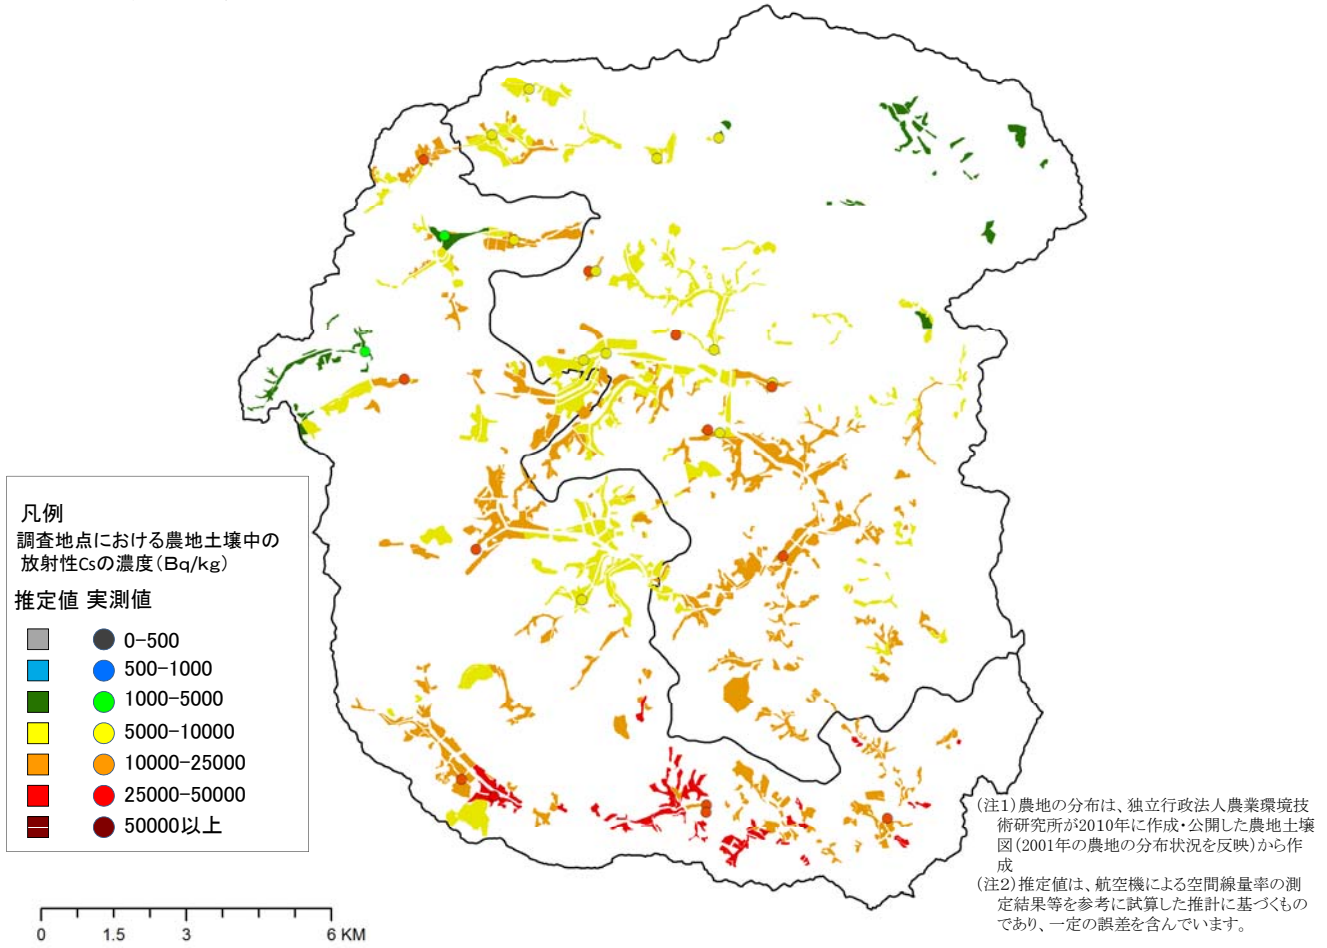 凡例
調査地点における農地土壌中の
放射性Csの濃度(Bq/kg)
推定値 実測値
0-500
500-1000
1000-5000
5000-10000
10000-25000
25000-50000
50000以上
0 1.5 3 6 KM
(注1)農地の分布は、独立行政法人農業環境技
術研究所が2010年に作成・公開した農地土壌
図(2001年の農地の分布状況を反映)から作
成
(注2)推定値は、航空機による空間線量率の測
定結果等を参考に試算した推計に基づくもの
であり、一定の誤差を含んでいます。